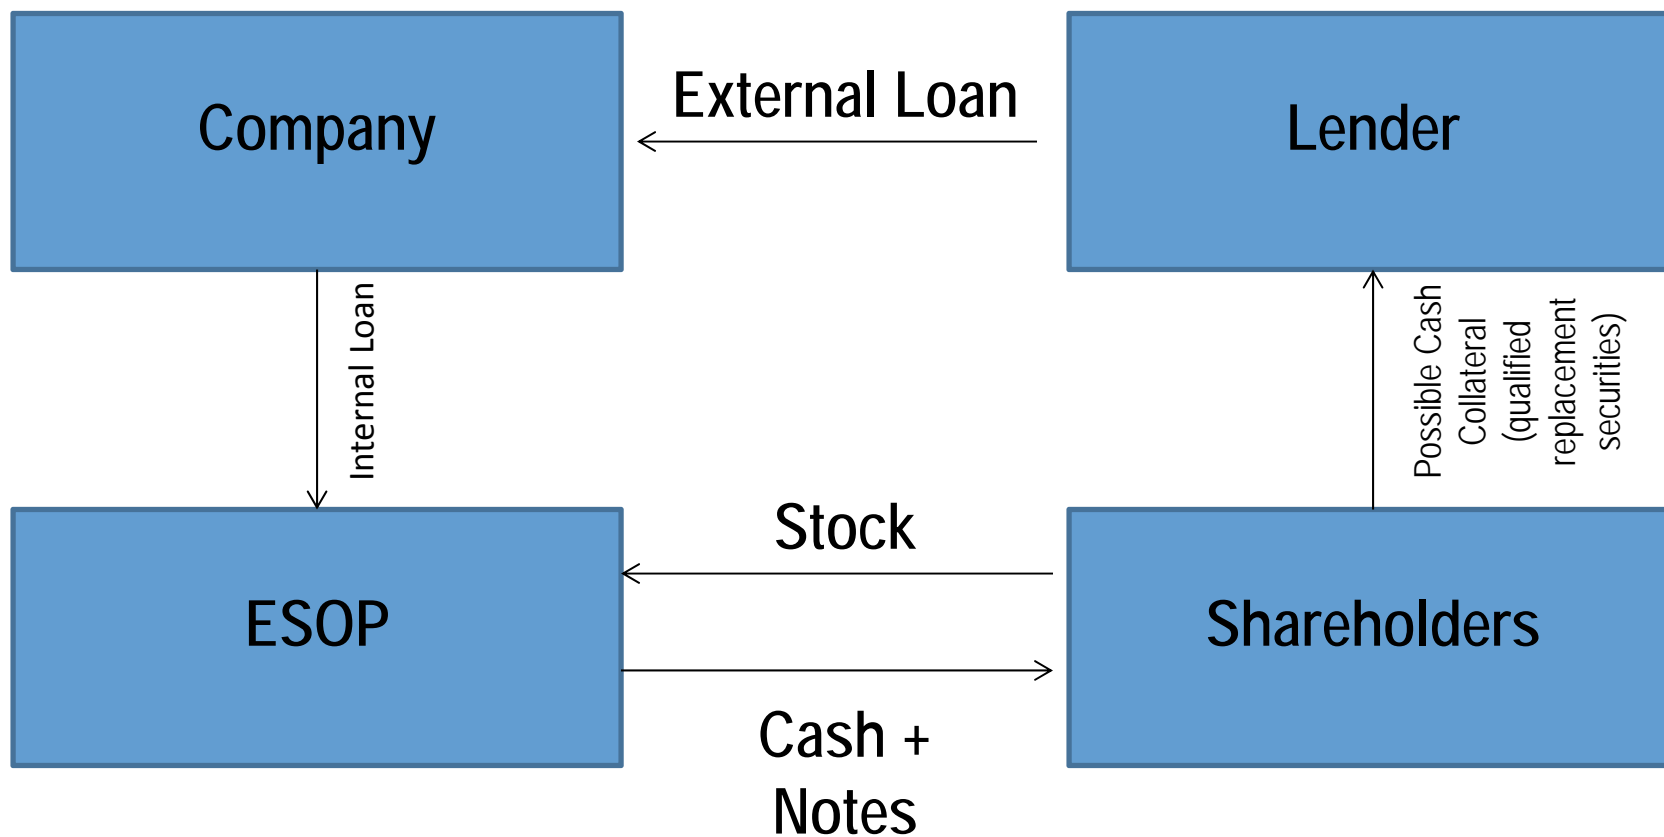 Company
External Loan
Lender
Internal Loan
Possible Cash
Collateral
(qualified
replacement
securities)
Stock
ESOP
Shareholders
Cash +
Notes